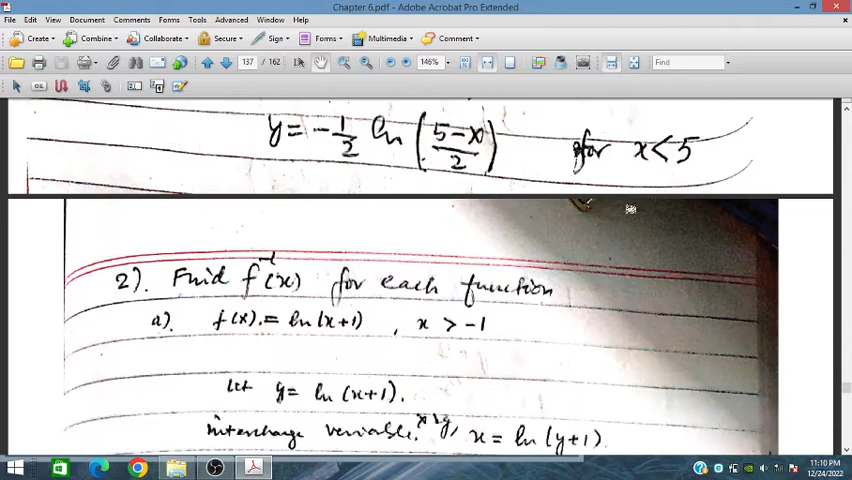 Chapter 6.pdf - Adobe Acrobat Pro Extended
File Edit View Document Comments Forms Tools Advanced Window Help
Create Combine Collaborate Secure Sign Forms Multimedia Comment
137 / 162 146% Find
y = -1/2 ln ( (5-x)/2 ) for x < 5
2). Find f⁻¹(x) for each function
a). f(x) = ln(x+1) , x > -1
let y = ln (x+1).
interchange veriable. x & y, x = ln (y+1).
11:10 PM
12/24/2022